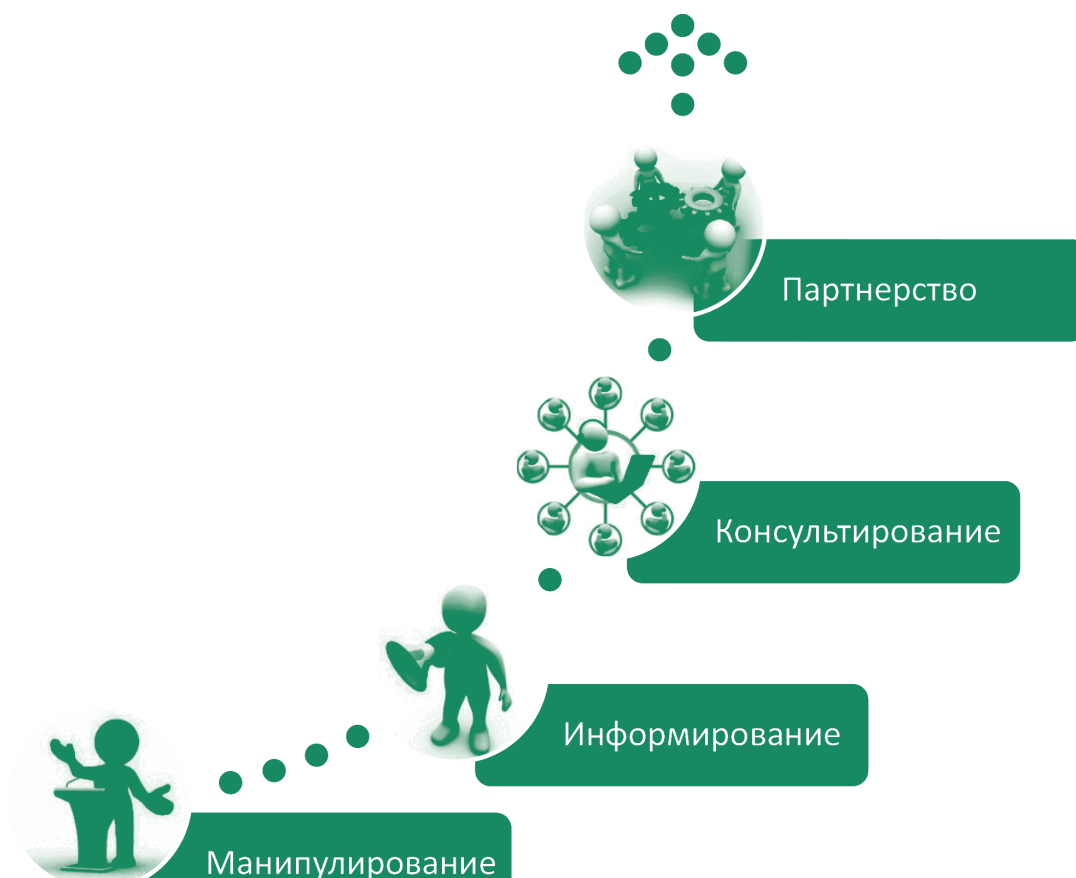 Партнерство
Консультирование
Информирование
Манипулирование